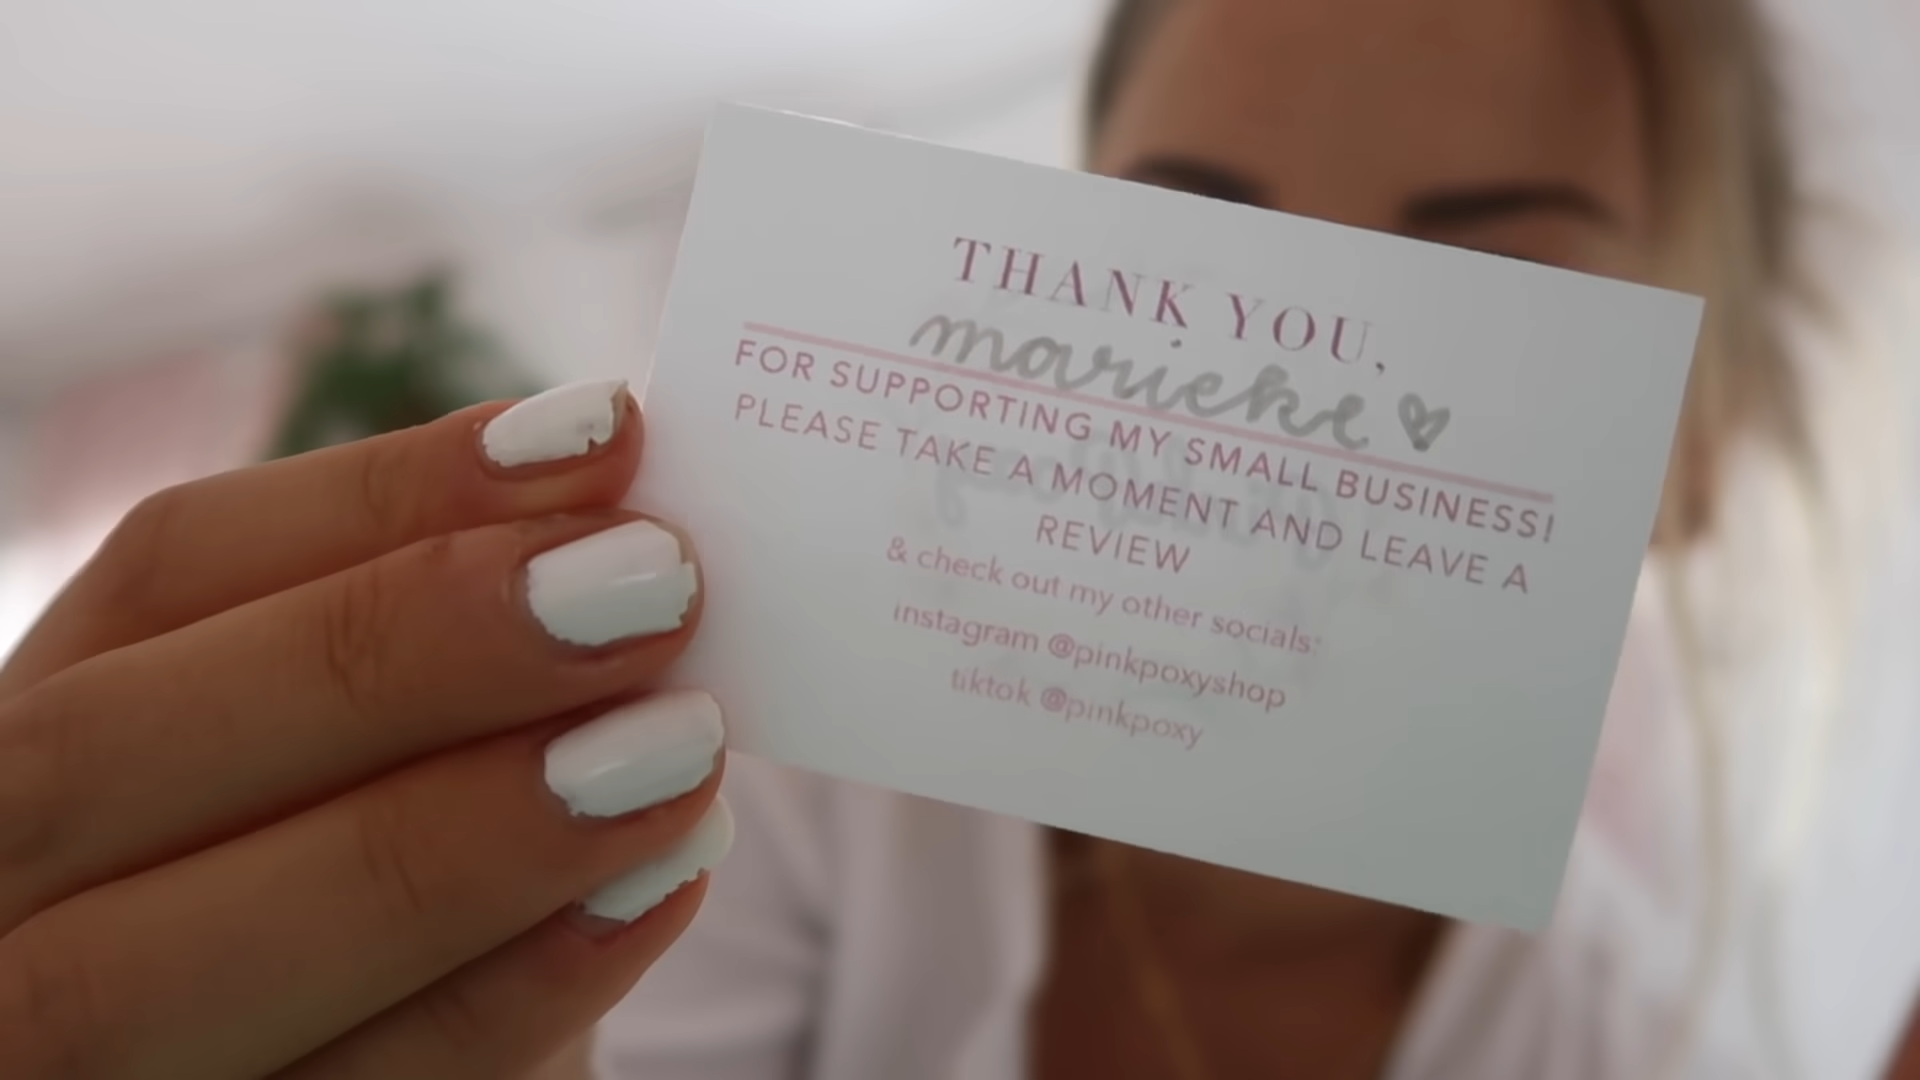 THANK YOU,
marieke ♡
FOR SUPPORTING MY SMALL BUSINESS!
PLEASE TAKE A MOMENT AND LEAVE A
REVIEW
& check out my other socials:
instagram @pinkpoxyshop
tiktok @pinkpoxy